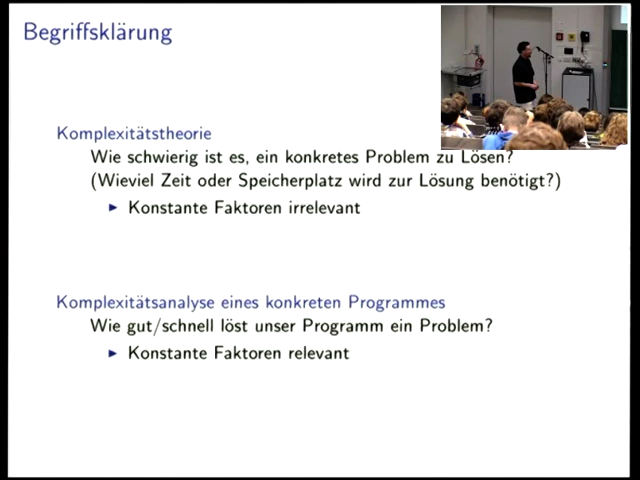 Begriffsklärung
Komplexitätstheorie
Wie schwierig ist es, ein konkretes Problem zu Lösen?
(Wieviel Zeit oder Speicherplatz wird zur Lösung benötigt?)
▶ Konstante Faktoren irrelevant
Komplexitätsanalyse eines konkreten Programmes
Wie gut/schnell löst unser Programm ein Problem?
▶ Konstante Faktoren relevant